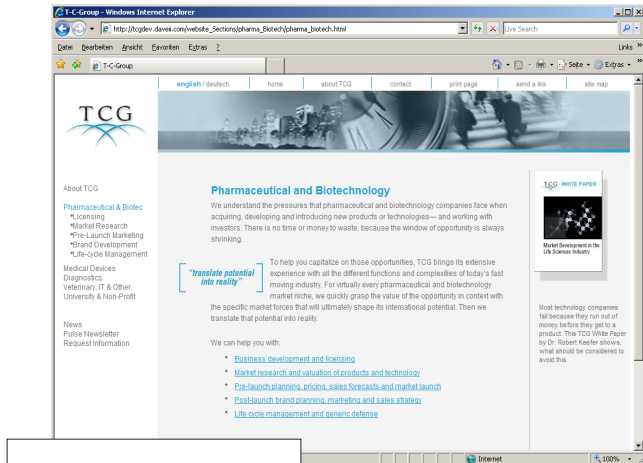 T-C-Group - Windows Internet Explorer
http://tcgdev.daveii.com/website_Sections/pharma_Biotech/pharma_biotech.html
Live Search
Datei Bearbeiten Ansicht Favoriten Extras ?
Links
T-C-Group
Seite Extras
english / deutsch home about TCG contact print page send a link site map
TCG
About TCG
Pharmaceutical & Biotec
*Licensing
*Market Research
*Pre-Launch Marketing
*Brand Development
*Life-cycle Management
Medical Devices
Diagnostics
Veterinary, IT & Other
University & Non-Profit
News
Pulse Newsletter
Request Information
Pharmaceutical and Biotechnology
We understand the pressures that pharmaceutical and biotechnology companies face when
acquiring, developing and introducing new products or technologies— and working with
investors. There is no time or money to waste, because the window of opportunity is always
shrinking.
"translate potential
into reality"
To help you capitalize on those opportunities, TCG brings its extensive
experience with all the different functions and complexities of today's fast
moving industry. For virtually every pharmaceutical and biotechnology
market niche, we quickly grasp the value of the opportunity in context with
the specific market forces that will ultimately shape its international potential. Then we
translate that potential into reality.
We can help you with:
* Business development and licensing
* Market research and valuation of products and technology
* Pre-launch planning, pricing, sales forecasts and market launch
* Post-launch brand planning, marketing and sales strategy
* Life cycle management and generic defense
TCG WHITE PAPER
Market Development in the
Life Sciences Industry
Most technology companies
fail because they run out of
money before they get to a
product. This TCG White Paper
by Dr. Robert Keefer shows,
what should be considered to
avoid this.
Internet
100%